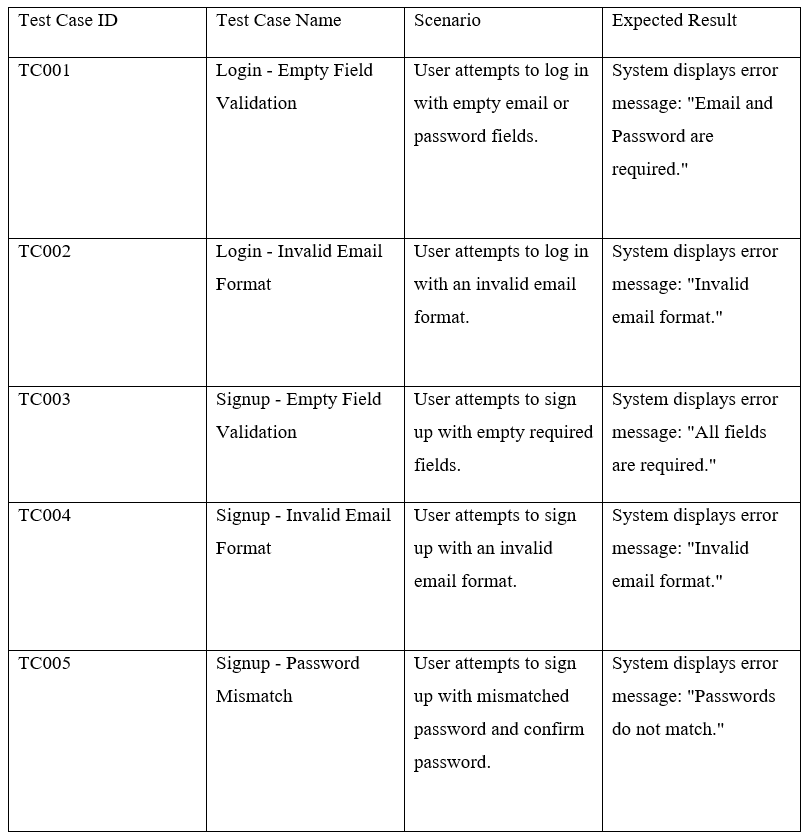 Test Case ID
Test Case Name
Scenario
Expected Result
TC001
Login - Empty Field
Validation
User attempts to log in
with empty email or
password fields.
System displays error
message: "Email and
Password are
required."
TC002
Login - Invalid Email
Format
User attempts to log in
with an invalid email
format.
System displays error
message: "Invalid
email format."
TC003
Signup - Empty Field
Validation
User attempts to sign
up with empty required
fields.
System displays error
message: "All fields
are required."
TC004
Signup - Invalid Email
Format
User attempts to sign
up with an invalid
email format.
System displays error
message: "Invalid
email format."
TC005
Signup - Password
Mismatch
User attempts to sign
up with mismatched
password and confirm
password.
System displays error
message: "Passwords
do not match."